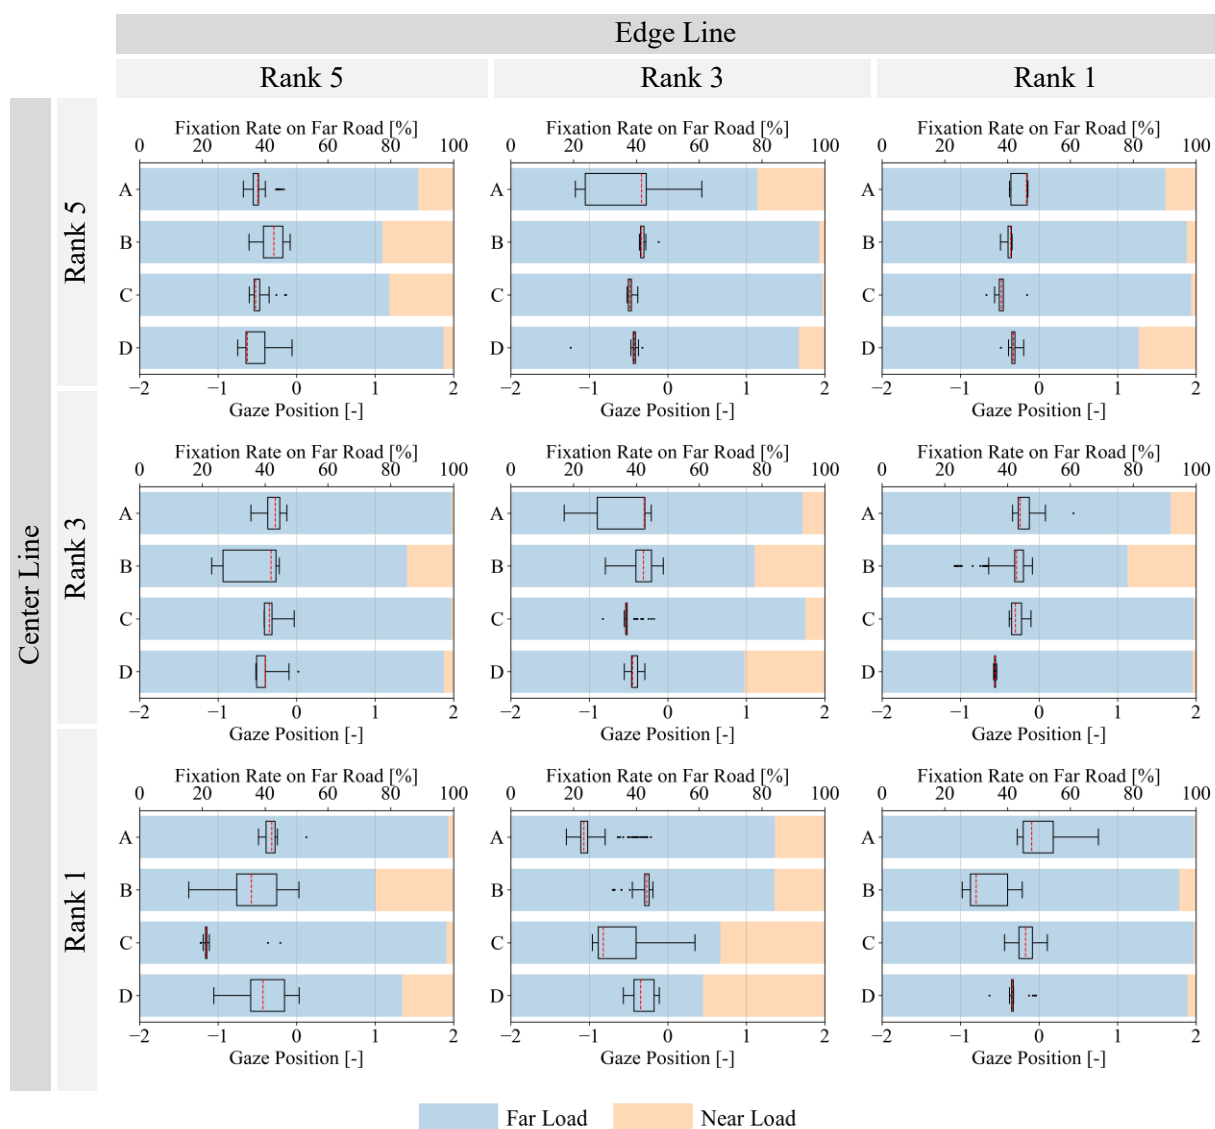 Edge Line
Rank 5 Rank 3 Rank 1
Center Line
Rank 5
Fixation Rate on Far Road [%] Fixation Rate on Far Road [%] Fixation Rate on Far Road [%]
0 20 40 60 80 100 0 20 40 60 80 100 0 20 40 60 80 100
A A A
B B B
C C C
D D D
−2 −1 0 1 2 −2 −1 0 1 2 −2 −1 0 1 2
Gaze Position [-] Gaze Position [-] Gaze Position [-]
Rank 3
Fixation Rate on Far Road [%] Fixation Rate on Far Road [%] Fixation Rate on Far Road [%]
0 20 40 60 80 100 0 20 40 60 80 100 0 20 40 60 80 100
A A A
B B B
C C C
D D D
−2 −1 0 1 2 −2 −1 0 1 2 −2 −1 0 1 2
Gaze Position [-] Gaze Position [-] Gaze Position [-]
Rank 1
Fixation Rate on Far Road [%] Fixation Rate on Far Road [%] Fixation Rate on Far Road [%]
0 20 40 60 80 100 0 20 40 60 80 100 0 20 40 60 80 100
A A A
B B B
C C C
D D D
−2 −1 0 1 2 −2 −1 0 1 2 −2 −1 0 1 2
Gaze Position [-] Gaze Position [-] Gaze Position [-]
Far Load Near Load